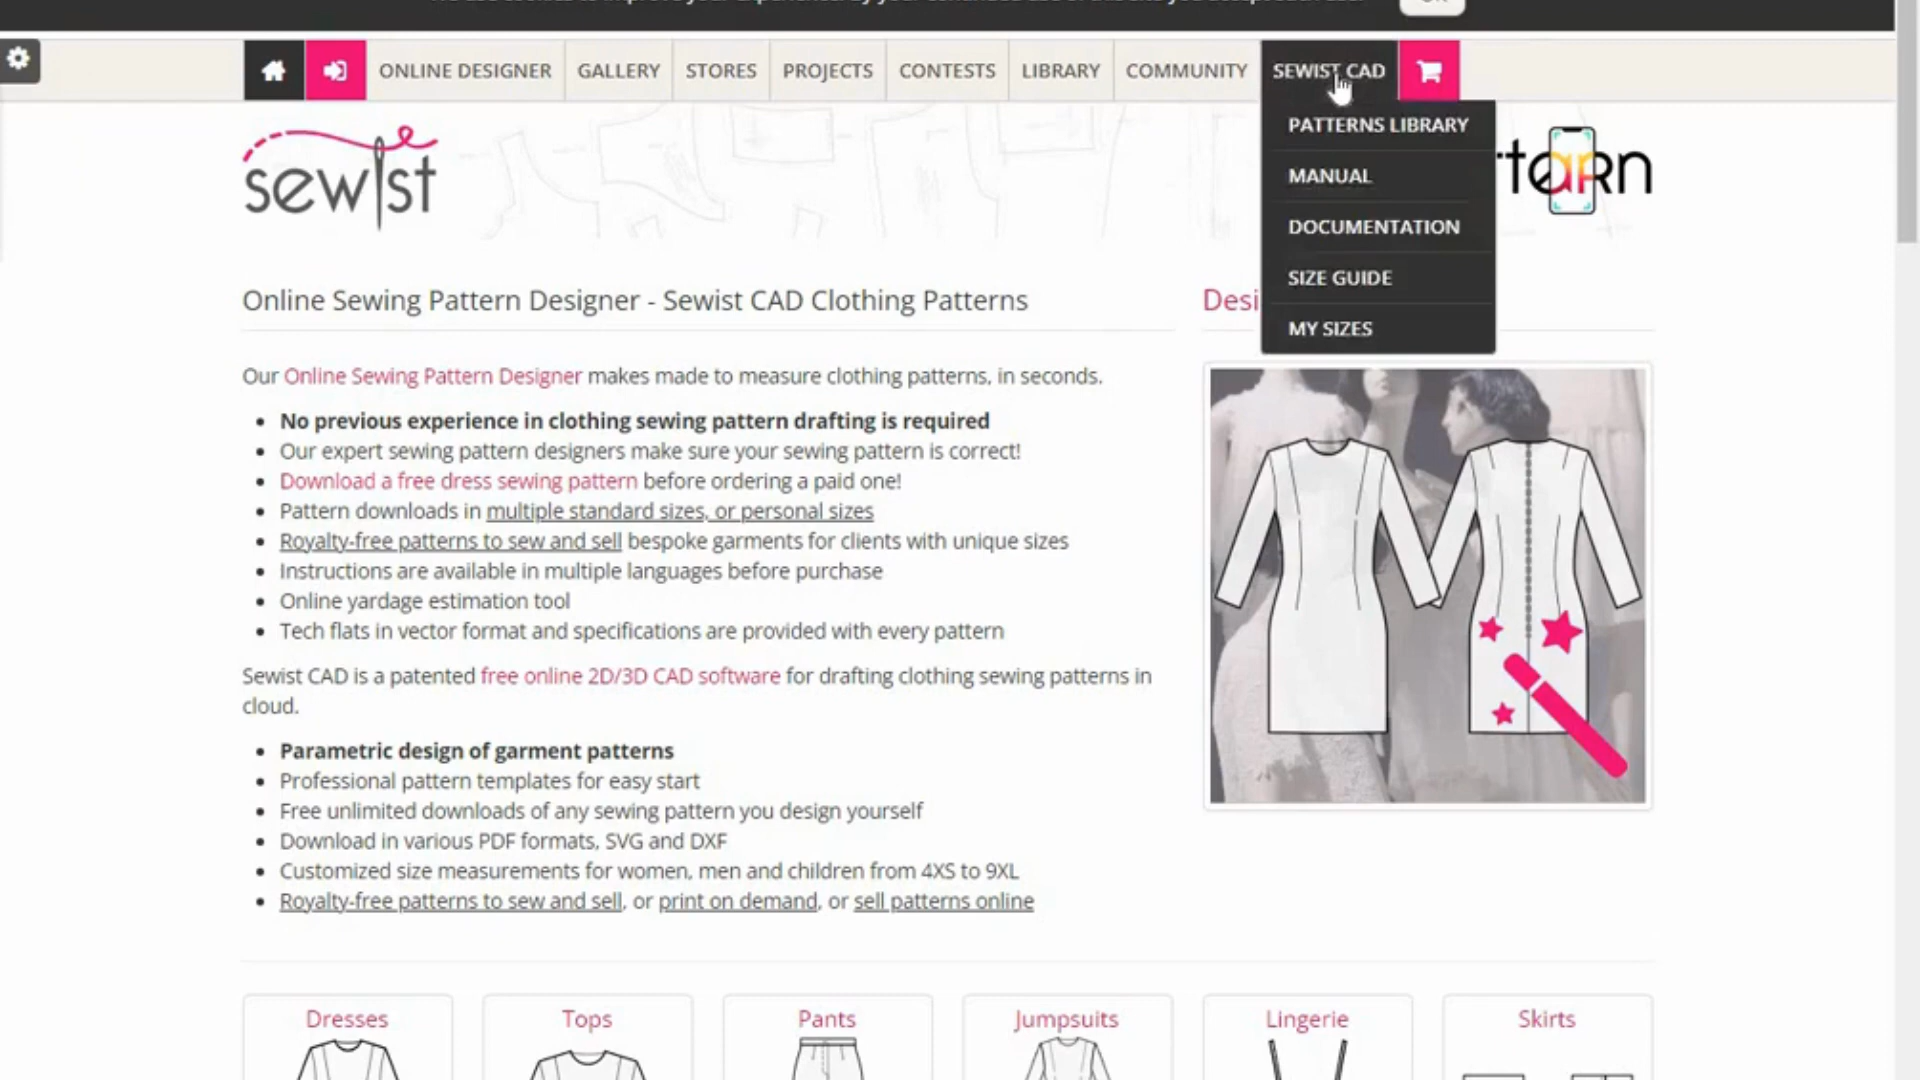 ONLINE DESIGNER GALLERY STORES PROJECTS CONTESTS LIBRARY COMMUNITY SEWIST CAD
PATTERNS LIBRARY
MANUAL
DOCUMENTATION
SIZE GUIDE
MY SIZES
sewist
Online Sewing Pattern Designer - Sewist CAD Clothing Patterns
Our Online Sewing Pattern Designer makes made to measure clothing patterns, in seconds.
• No previous experience in clothing sewing pattern drafting is required
• Our expert sewing pattern designers make sure your sewing pattern is correct!
• Download a free dress sewing pattern before ordering a paid one!
• Pattern downloads in multiple standard sizes, or personal sizes
• Royalty-free patterns to sew and sell bespoke garments for clients with unique sizes
• Instructions are available in multiple languages before purchase
• Online yardage estimation tool
• Tech flats in vector format and specifications are provided with every pattern
Sewist CAD is a patented free online 2D/3D CAD software for drafting clothing sewing patterns in
cloud.
• Parametric design of garment patterns
• Professional pattern templates for easy start
• Free unlimited downloads of any sewing pattern you design yourself
• Download in various PDF formats, SVG and DXF
• Customized size measurements for women, men and children from 4XS to 9XL
• Royalty-free patterns to sew and sell, or print on demand, or sell patterns online
Dresses Tops Pants Jumpsuits Lingerie Skirts